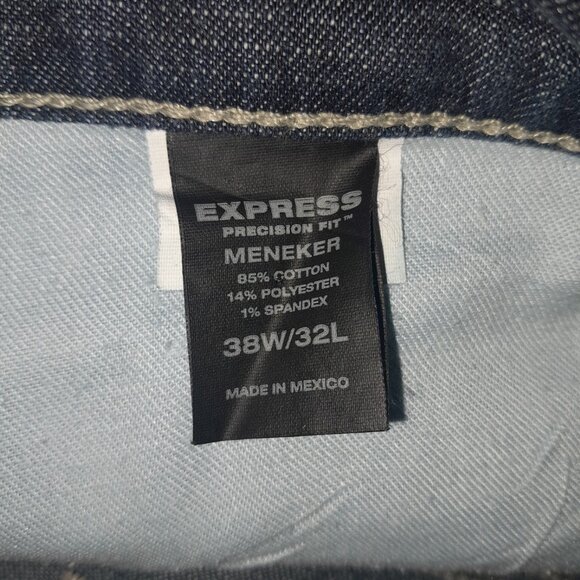 EXPRESS
PRECISION FIT™
MENEKER
85% COTTON
14% POLYESTER
1% SPANDEX
38W/32L
MADE IN MEXICO